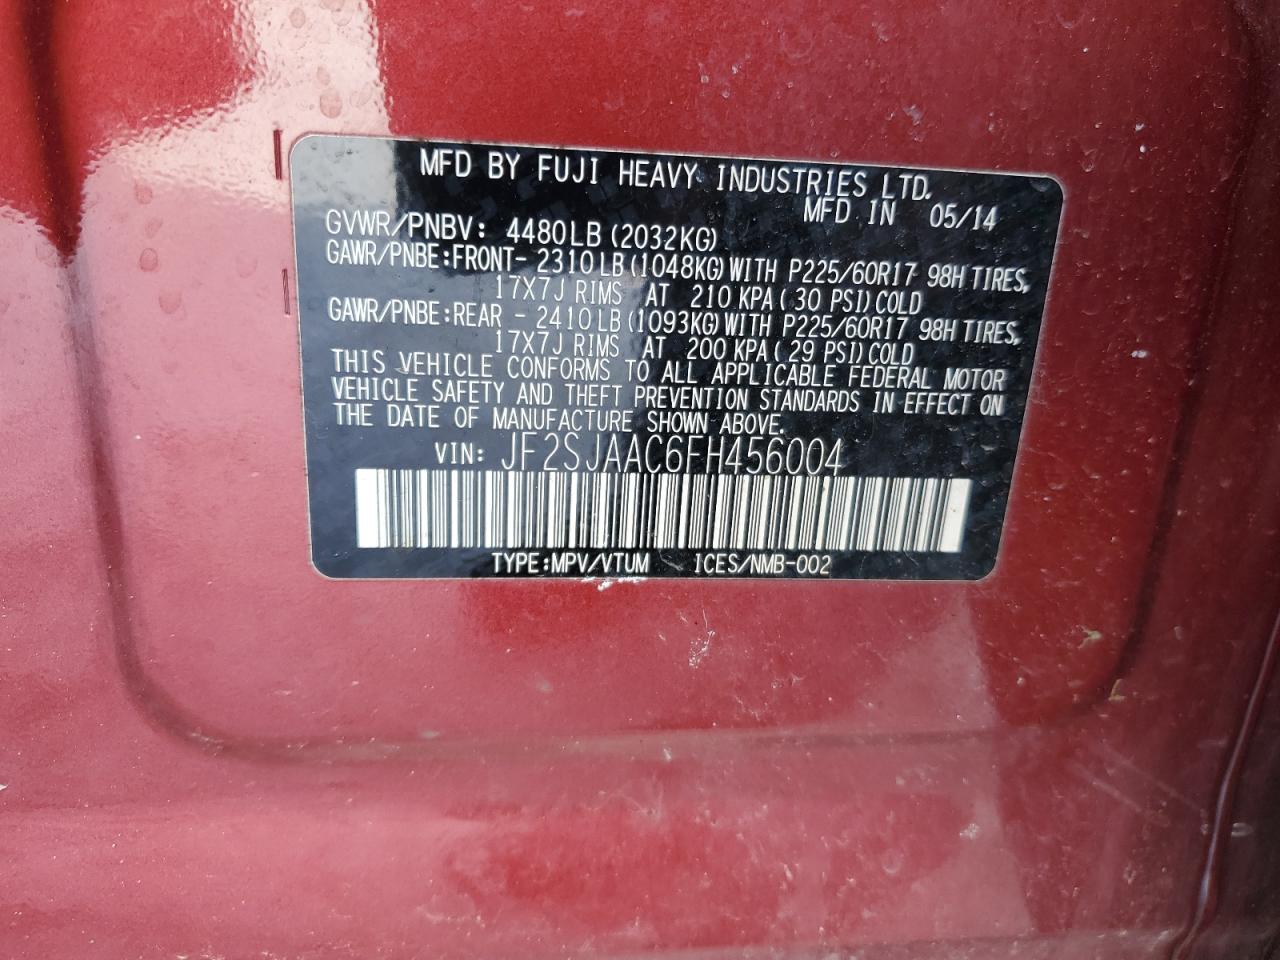 MFD BY FUJI HEAVY INDUSTRIES LTD.
MFD IN 05/14
GVWR/PNBV: 4480LB (2032KG)
GAWR/PNBE:FRONT- 2310LB(1048KG)WITH P225/60R17 98H TIRES,
17X7J RIMS AT 210 KPA( 30 PSI)COLD
GAWR/PNBE:REAR - 2410LB(1093KG)WITH P225/60R17 98H TIRES,
17X7J RIMS AT 200 KPA( 29 PSI)COLD
THIS VEHICLE CONFORMS TO ALL APPLICABLE FEDERAL MOTOR
VEHICLE SAFETY AND THEFT PREVENTION STANDARDS IN EFFECT ON
THE DATE OF MANUFACTURE SHOWN ABOVE.
VIN: JF2SJAAC6FH456004
TYPE:MPV/VTUM ICES/NMB-002